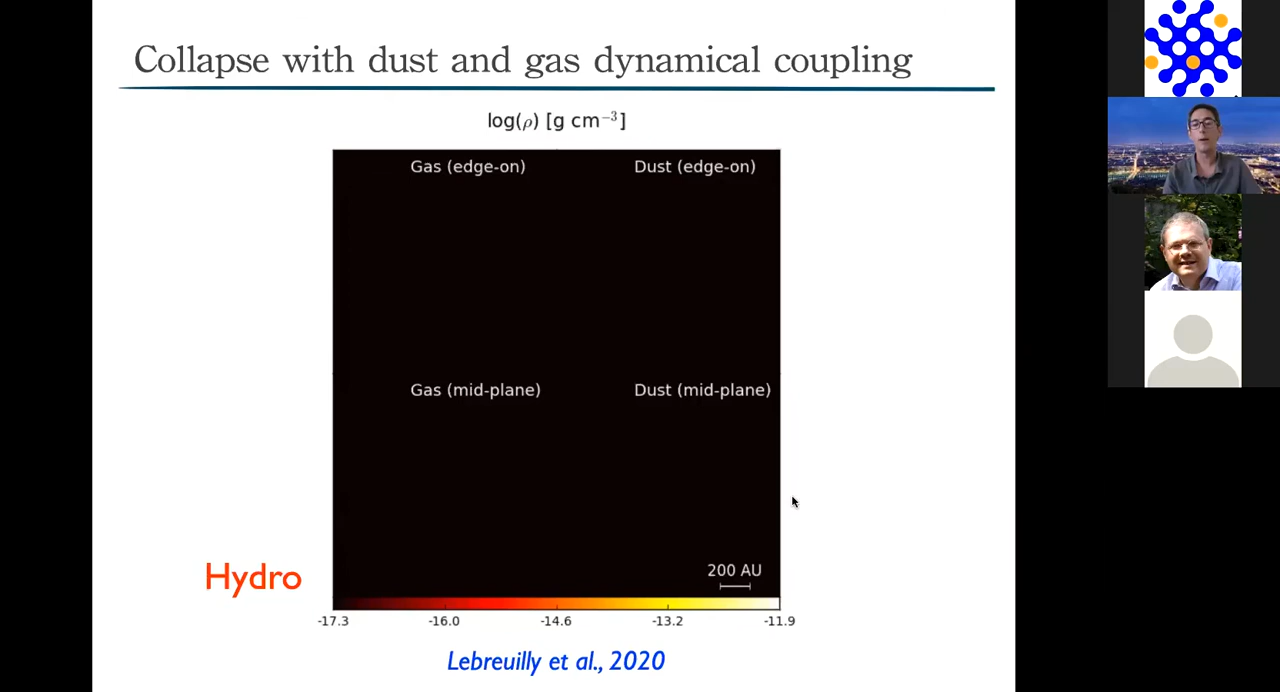 Collapse with dust and gas dynamical coupling
log(ρ) [g cm⁻³]
Gas (edge-on)
Dust (edge-on)
Gas (mid-plane)
Dust (mid-plane)
200 AU
Hydro
-17.3
-16.0
-14.6
-13.2
-11.9
Lebreuilly et al., 2020